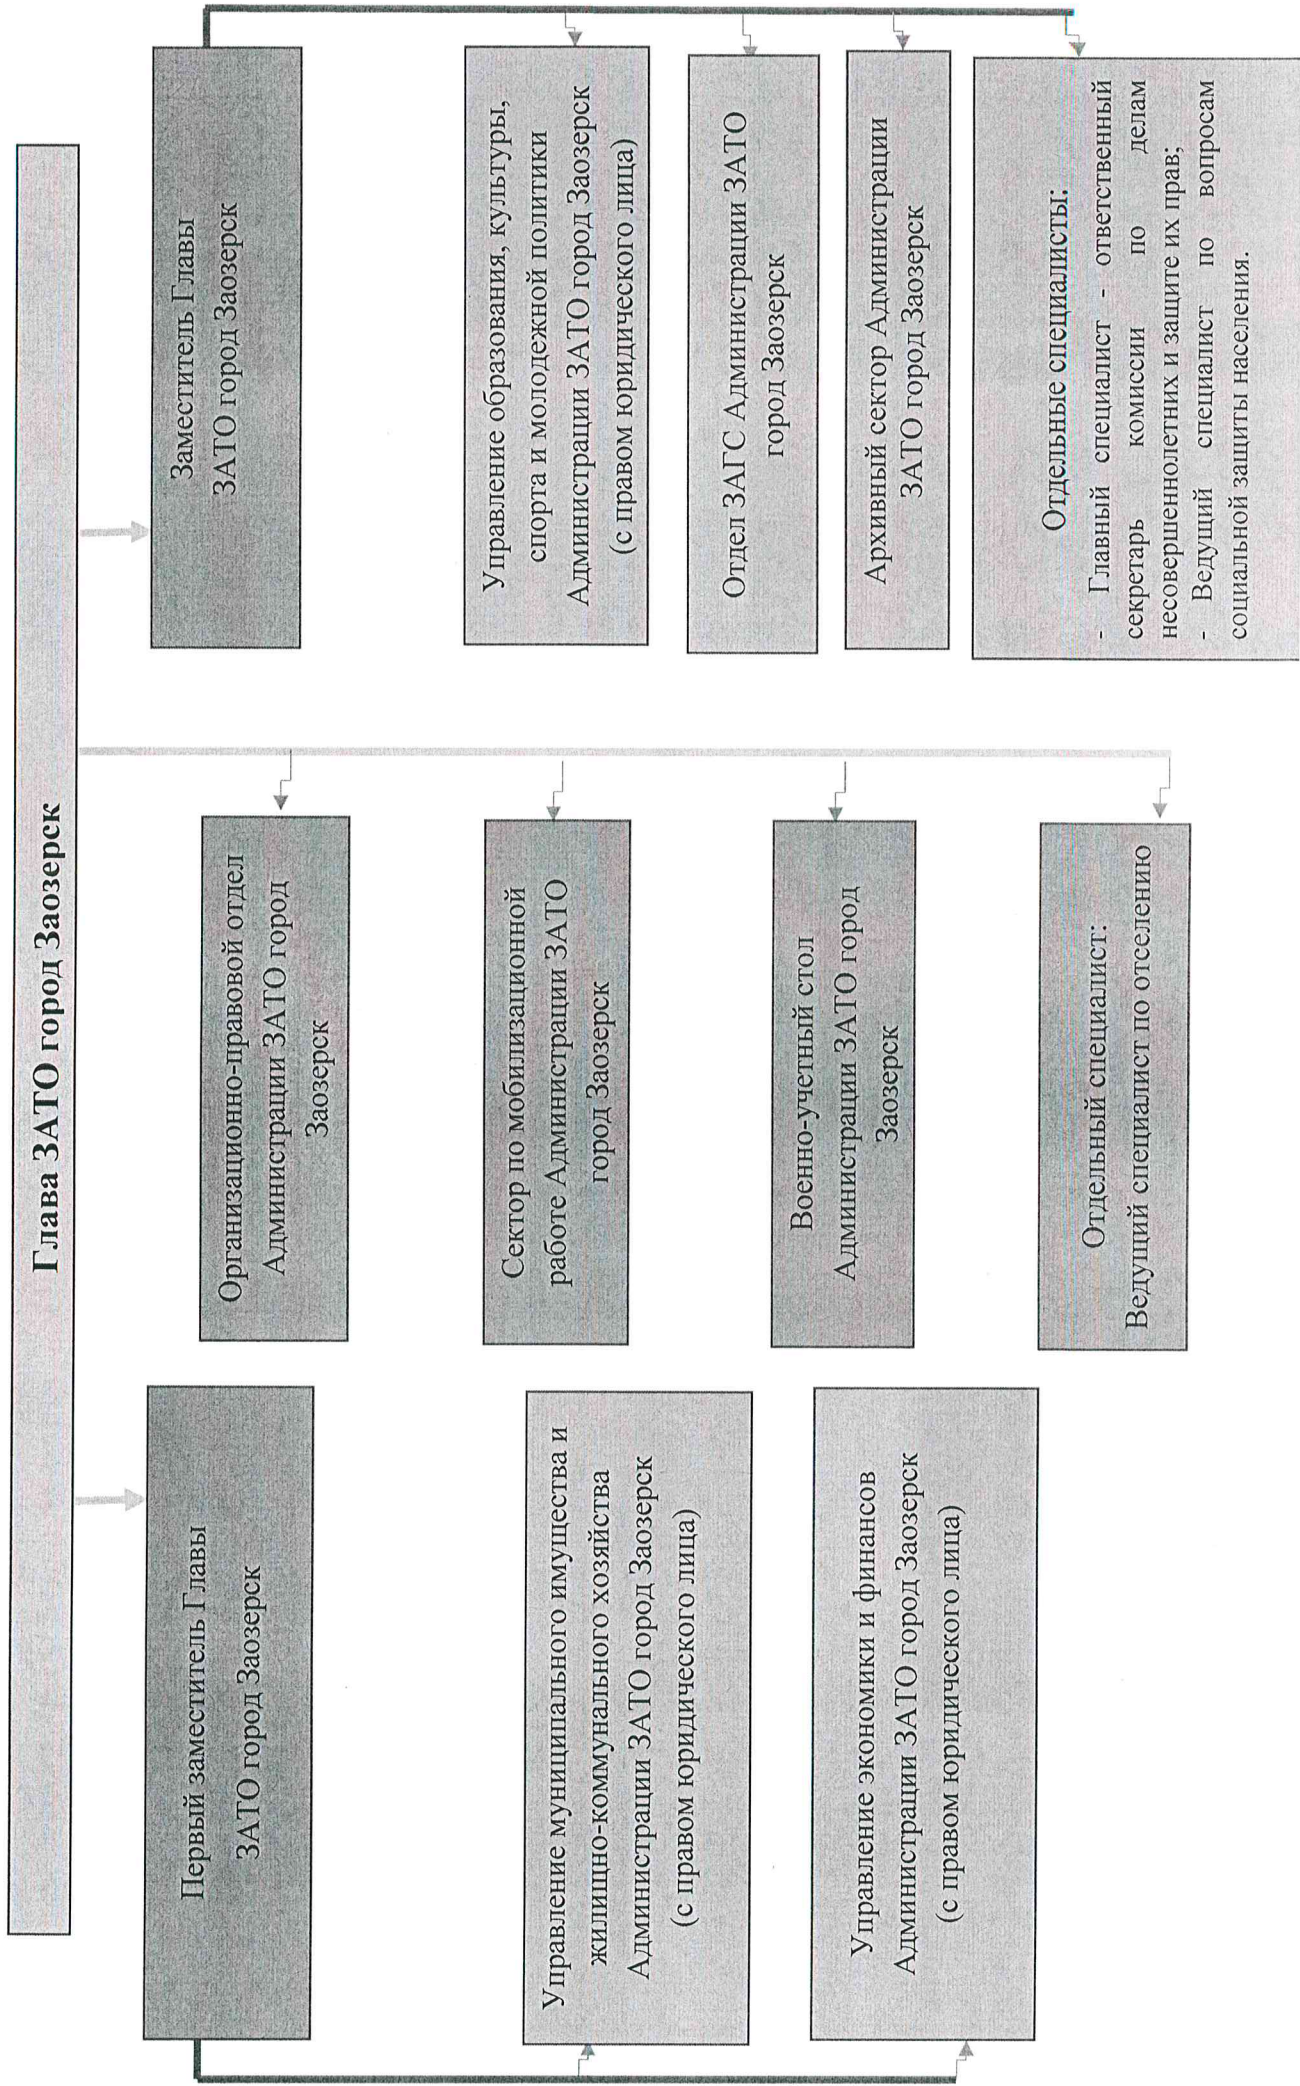 Глава ЗАТО город Заозерск
Первый заместитель Главы
ЗАТО город Заозерск
Управление муниципального имущества и
жилищно-коммунального хозяйства
Администрации ЗАТО город Заозерск
(с правом юридического лица)
Управление экономики и финансов
Администрации ЗАТО город Заозерск
(с правом юридического лица)
Организационно-правовой отдел
Администрации ЗАТО город
Заозерск
Сектор по мобилизационной
работе Администрации ЗАТО
город Заозерск
Военно-учетный стол
Администрации ЗАТО город
Заозерск
Отдельный специалист:
Ведущий специалист по отселению
Заместитель Главы
ЗАТО город Заозерск
Управление образования, культуры,
спорта и молодежной политики
Администрации ЗАТО город Заозерск
(с правом юридического лица)
Отдел ЗАГС Администрации ЗАТО
город Заозерск
Архивный сектор Администрации
ЗАТО город Заозерск
Отдельные специалисты:
- Главный специалист - ответственный
секретарь комиссии по делам
несовершеннолетних и защите их прав;
- Ведущий специалист по вопросам
социальной защиты населения.